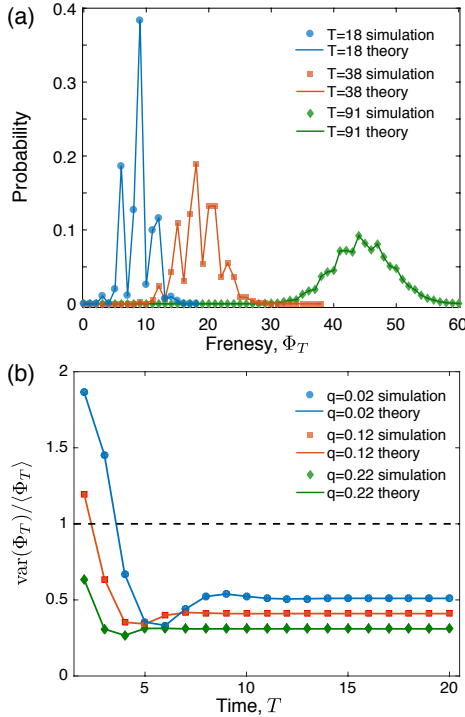 (a)
0.4
0.3
0.2
0.1
0
Probability
T=18 simulation
T=18 theory
T=38 simulation
T=38 theory
T=91 simulation
T=91 theory
0 10 20 30 40 50 60
Frenesy, Φ_T
(b)
2
1.5
1
0.5
0
var(Φ_T)/⟨Φ_T⟩
q=0.02 simulation
q=0.02 theory
q=0.12 simulation
q=0.12 theory
q=0.22 simulation
q=0.22 theory
5 10 15 20
Time, T